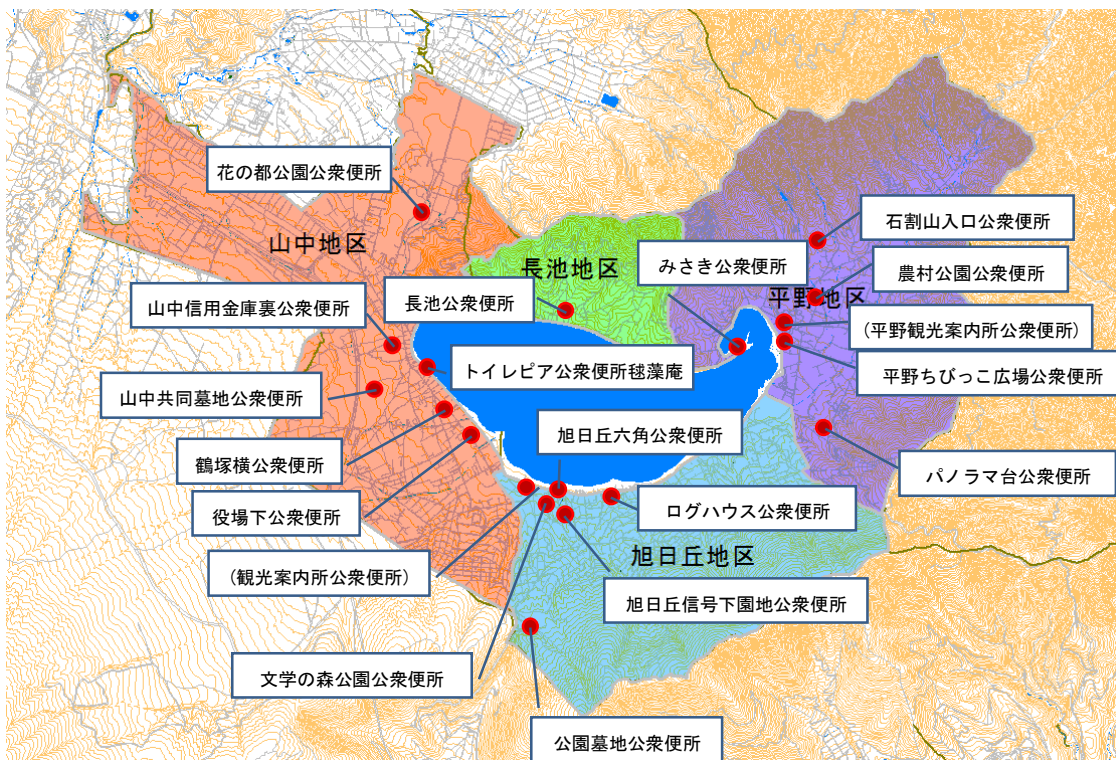 花の都公園公衆便所
石割山入口公衆便所
山中地区
長池地区
みさき公衆便所
農村公園公衆便所
平野地区
山中信用金庫裏公衆便所
長池公衆便所
(平野観光案内所公衆便所)
トイレピア公衆便所毬藻庵
平野ちびっこ広場公衆便所
山中共同墓地公衆便所
旭日丘六角公衆便所
鶴塚横公衆便所
パノラマ台公衆便所
役場下公衆便所
ログハウス公衆便所
旭日丘地区
(観光案内所公衆便所)
旭日丘信号下園地公衆便所
文学の森公園公衆便所
公園墓地公衆便所